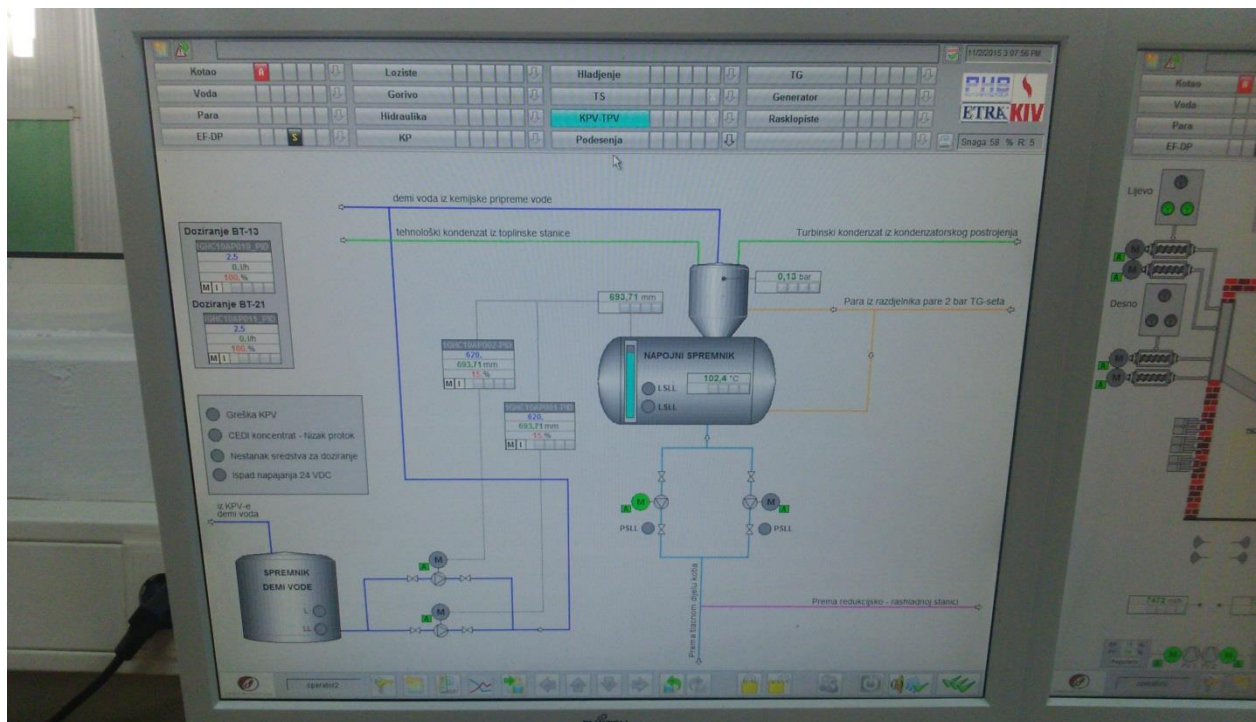 11/2/2015 3:07:56 PM
Kotao A Loziste Hladjenje TG
Voda Gorivo TS Generator
Para Hidraulika KPV-TPV Rasklopiste
EF-DP S KP Podesenja
PHB
ETRA KIV
Snaga 58 % R: 5
demi voda iz kemijske pripreme vode
tehnološki kondenzat iz toplinske stanice
Turbinski kondenzat iz kondenzatorskog postrojenja
Doziranje BT-13
2,5
0, l/h
100, %
M I
Doziranje BT-21
2,5
0, l/h
100, %
M I
0,13 bar
693,71 mm
Para iz razdjelnika pare 2 bar TG-seta
620,
693,71 mm
15, %
M I
620,
693,71 mm
15, %
M I
NAPOJNI SPREMNIK
102,4 °C
LSLL
LSLL
Greška KPV
CEDI koncentrat - Nizak protok
Nestanak sredstva za doziranje
Ispad napajanja 24 VDC
M
A
M
A
PSLL
PSLL
iz KPV-e
demi voda
SPREMNIK
DEMI VODE
L
LL
M
A
M
A
Prema tlacnom dijelu kotla
Prema redukcijsko - rashladnoj stanici
operator2
Kotao
Voda
Para
EF-DP
Lijevo
M
A
M
A
Desno
M
A
M
A